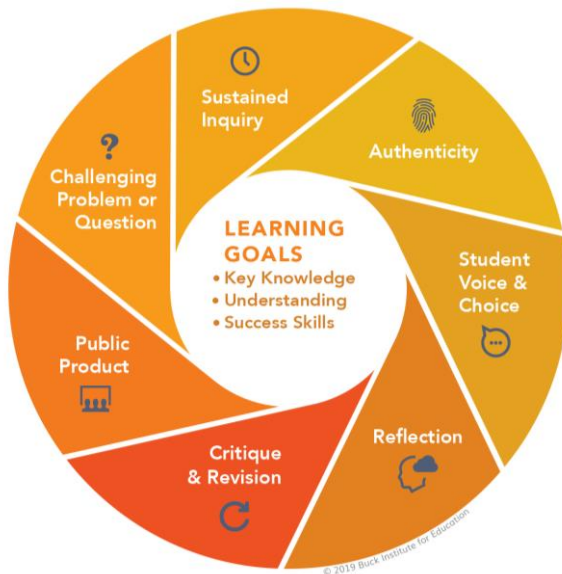 Sustained
Inquiry
Authenticity
Student
Voice &
Choice
Reflection
Critique
& Revision
Public
Product
?
Challenging
Problem or
Question
LEARNING
GOALS
• Key Knowledge
• Understanding
• Success Skills
© 2019 Buck Institute for Education